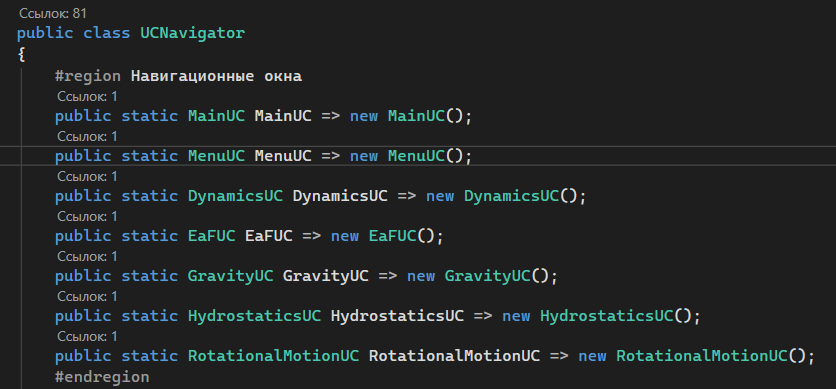 Ссылок: 81
public class UCNavigator
{
#region Навигационные окна
Ссылок: 1
public static MainUC MainUC => new MainUC();
Ссылок: 1
public static MenuUC MenuUC => new MenuUC();
Ссылок: 1
public static DynamicsUC DynamicsUC => new DynamicsUC();
Ссылок: 1
public static EaFUC EaFUC => new EaFUC();
Ссылок: 1
public static GravityUC GravityUC => new GravityUC();
Ссылок: 1
public static HydrostaticsUC HydrostaticsUC => new HydrostaticsUC();
Ссылок: 1
public static RotationalMotionUC RotationalMotionUC => new RotationalMotionUC();
#endregion